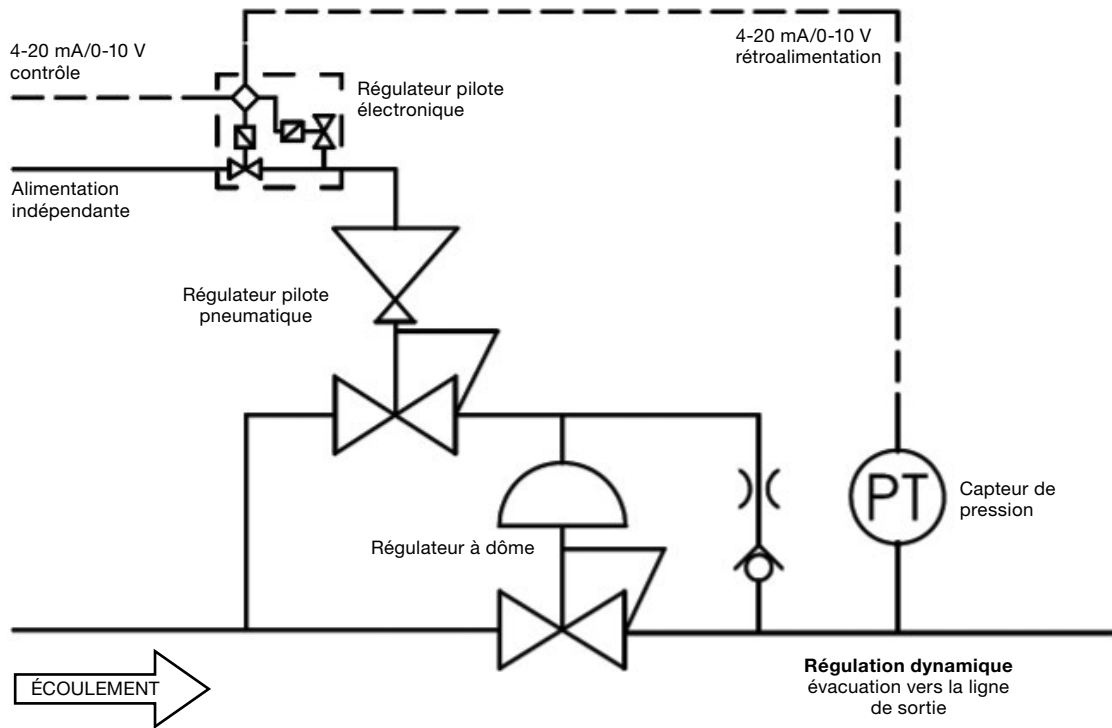 4-20 mA/0-10 V
contrôle
4-20 mA/0-10 V
rétroalimentation
Régulateur pilote
électronique
Alimentation
indépendante
Régulateur pilote
pneumatique
PT
Capteur de
pression
Régulateur à dôme
ÉCOULEMENT
Régulation dynamique
évacuation vers la ligne
de sortie